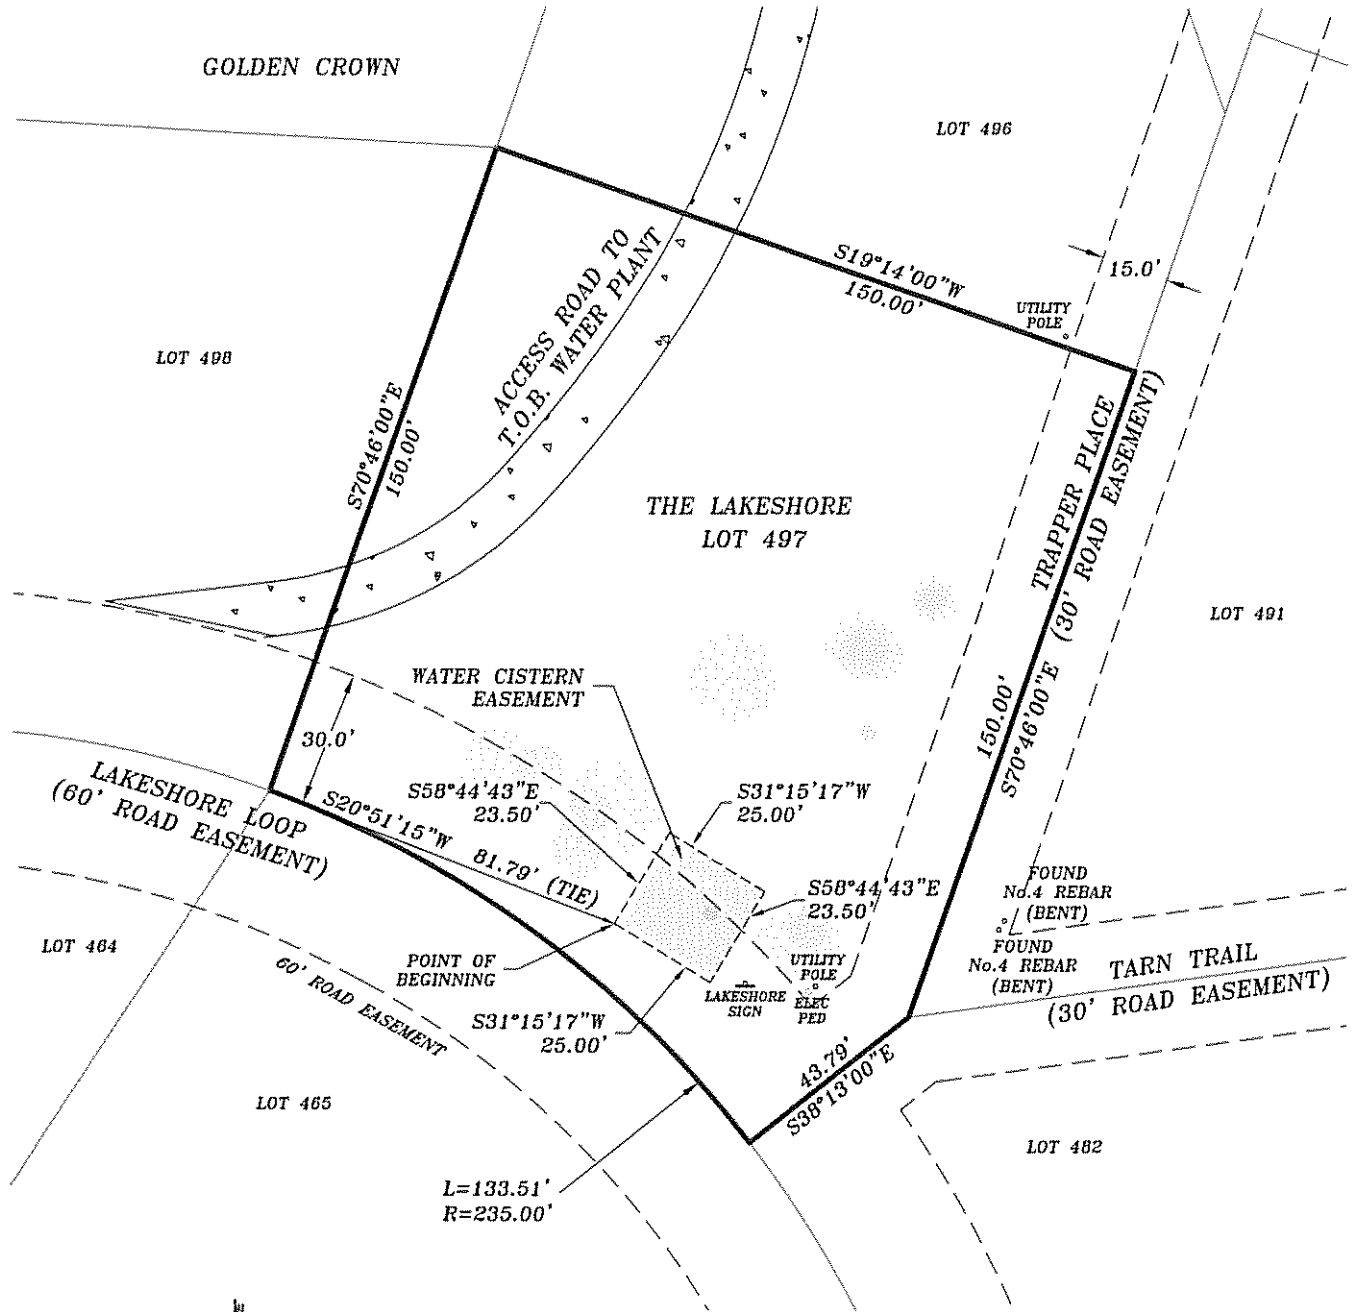 GOLDEN CROWN
LOT 496
ACCESS ROAD TO
T.O.B. WATER PLANT
S19°14'00"W
150.00'
15.0'
UTILITY
POLE
LOT 498
S70°46'00"E
150.00'
THE LAKESHORE
LOT 497
TRAPPER PLACE
(30' ROAD EASEMENT)
LOT 491
WATER CISTERN
EASEMENT
150.00'
S70°46'00"E
30.0'
LAKESHORE LOOP
(60' ROAD EASEMENT)
S20°51'15"W 81.79' (TIE)
S58°44'43"E
23.50'
S31°15'17"W
25.00'
S58°44'43"E
23.50'
FOUND
No.4 REBAR
(BENT)
LOT 464
60' ROAD EASEMENT
POINT OF
BEGINNING
UTILITY
POLE
FOUND
No.4 REBAR
(BENT)
TARN TRAIL
(30' ROAD EASEMENT)
LAKESHORE
SIGN
ELEC
PED
S31°15'17"W
25.00'
43.79'
S38°13'00"E
LOT 465
LOT 482
L=133.51'
R=235.00'